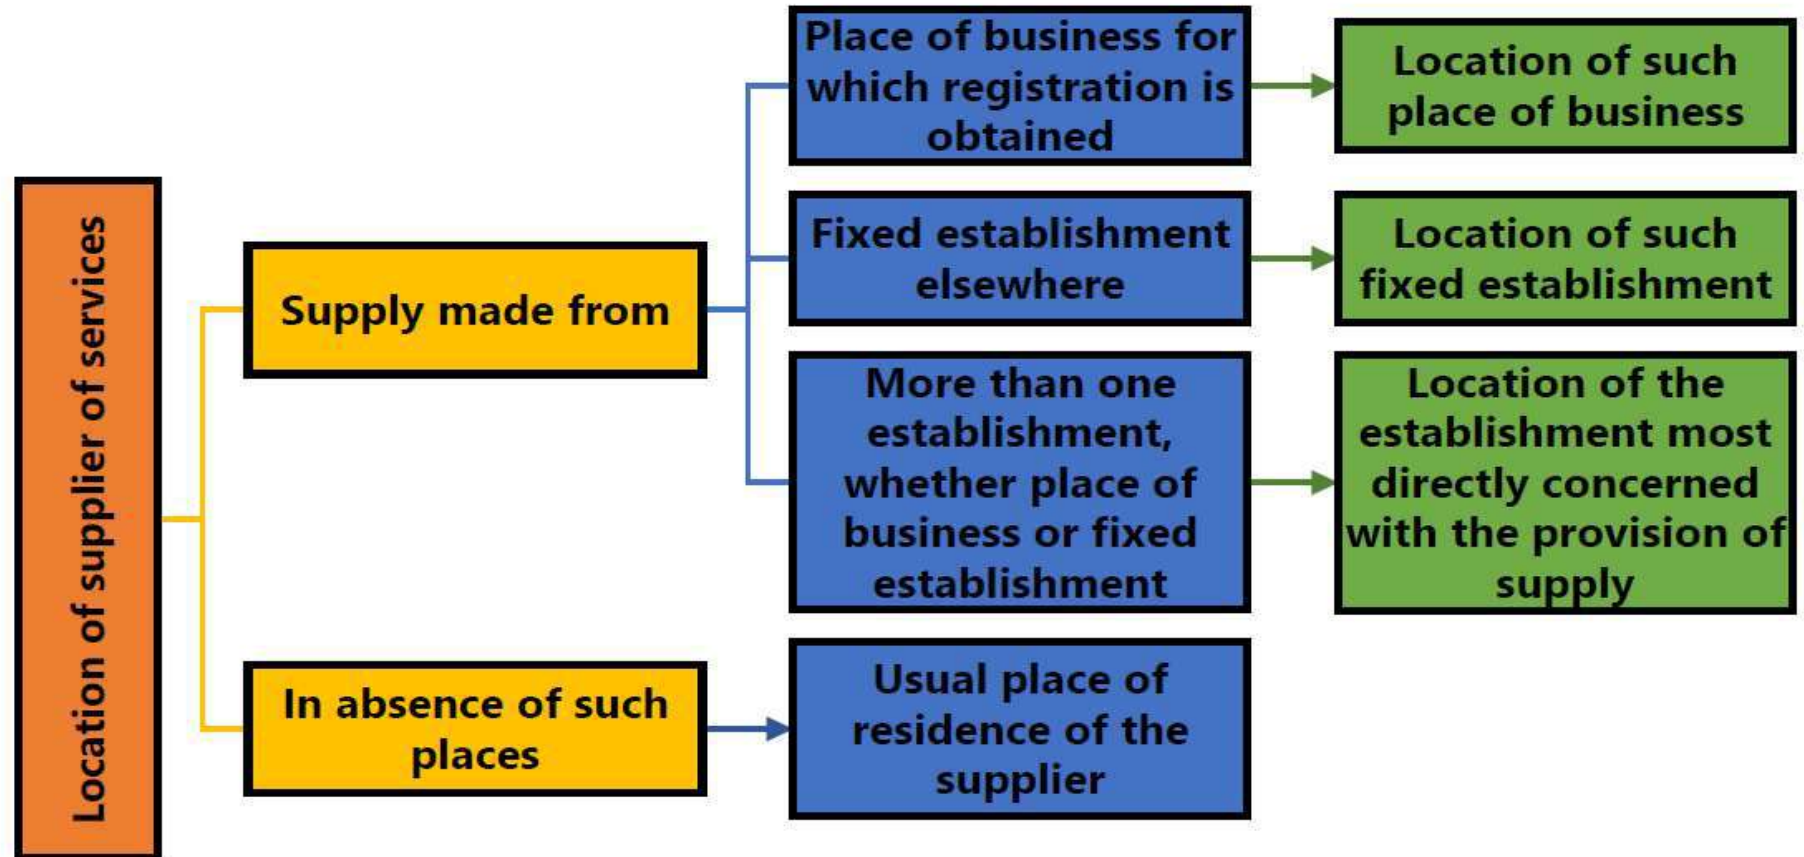 Location of supplier of services
Supply made from
Place of business for
which registration is
obtained
Location of such
place of business
Fixed establishment
elsewhere
Location of such
fixed establishment
More than one
establishment,
whether place of
business or fixed
establishment
Location of the
establishment most
directly concerned
with the provision of
supply
In absence of such
places
Usual place of
residence of the
supplier